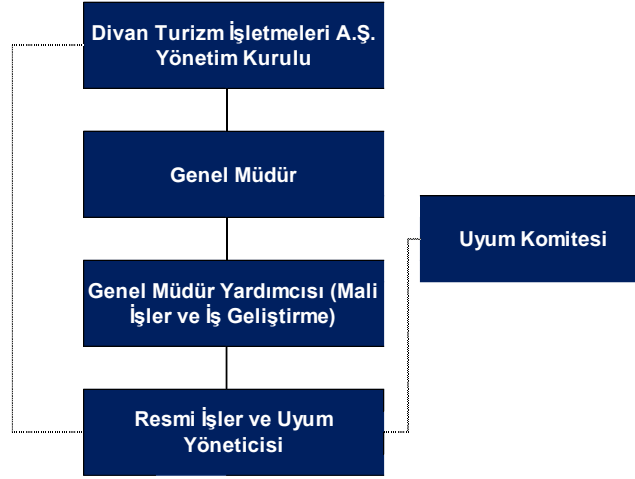 Divan Turizm İşletmeleri A.Ş.
Yönetim Kurulu
Genel Müdür
Uyum Komitesi
Genel Müdür Yardımcısı (Mali
İşler ve İş Geliştirme)
Resmi İşler ve Uyum
Yöneticisi